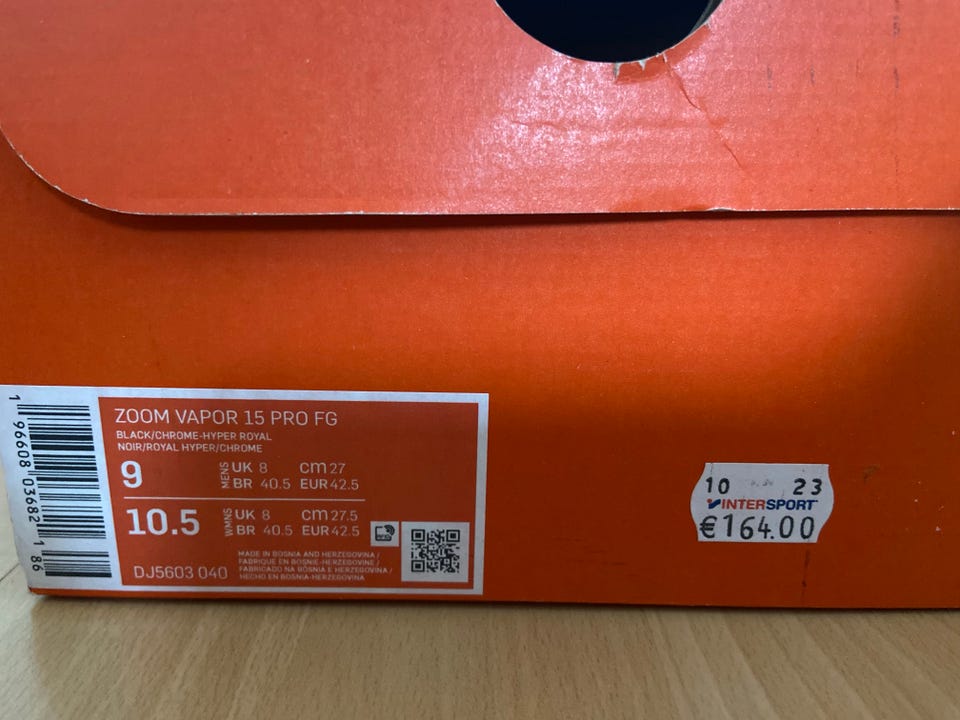 ZOOM VAPOR 15 PRO FG
BLACK/CHROME-HYPER ROYAL
NOIR/ROYAL HYPER/CHROME
9 MENS UK 8 cm 27
BR 40.5 EUR 42.5
10.5 WMNS UK 8 cm 27.5
BR 40.5 EUR 42.5
MADE IN BOSNIA AND HERZEGOVINA /
FABRIQUE EN BOSNIE-HERZEGOVINE /
FABRICADO NA BÓSNIA E HERZEGOVINA /
HECHO EN BOSNIA-HERZEGOVINA
DJ5603 040
1 96608 03682 1 86
10 23
INTERSPORT
€164.00